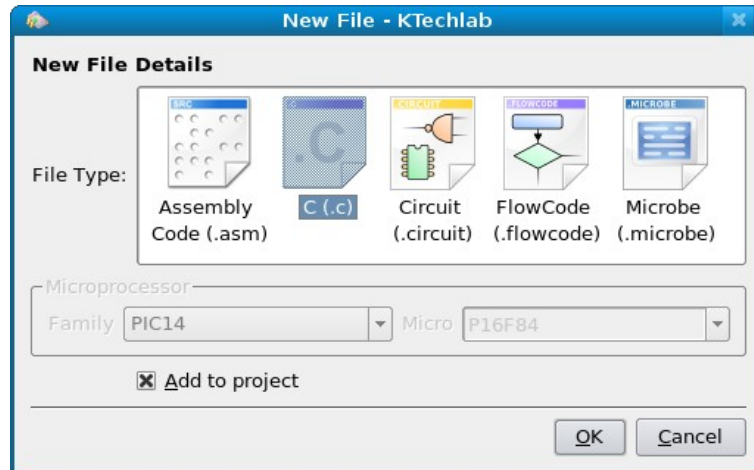 New File - KTechlab
New File Details
File Type:
SRC
.C
.CIRCUIT
.FLOWCODE
.MICROBE
.C
Assembly
Code (.asm)
C (.c)
Circuit
(.circuit)
FlowCode
(.flowcode)
Microbe
(.microbe)
Microprocessor
Family PIC14 Micro P16F84
Add to project
OK Cancel